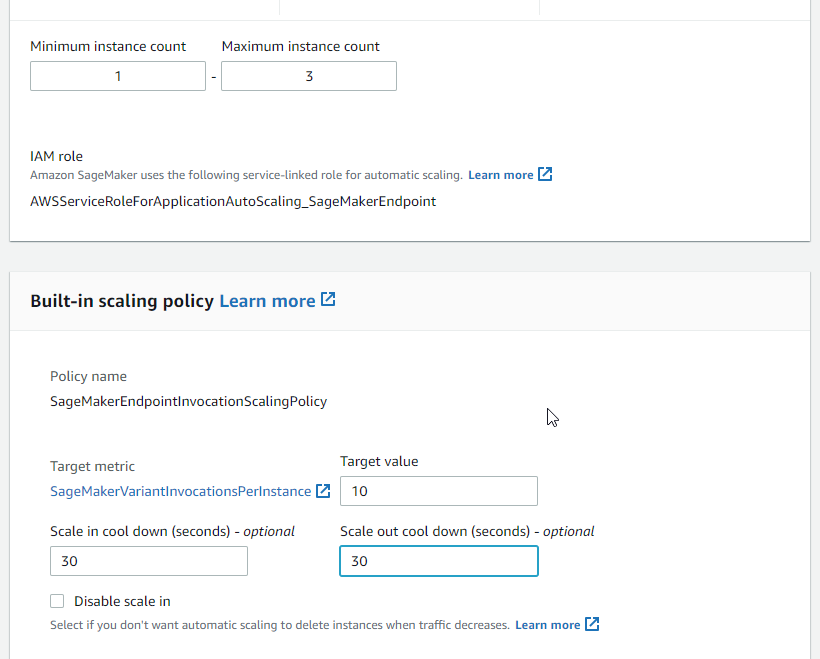 Minimum instance count Maximum instance count
1 - 3
IAM role
Amazon SageMaker uses the following service-linked role for automatic scaling. Learn more
AWSServiceRoleForApplicationAutoScaling_SageMakerEndpoint
Built-in scaling policy Learn more
Policy name
SageMakerEndpointInvocationScalingPolicy
Target metric Target value
SageMakerVariantInvocationsPerInstance 10
Scale in cool down (seconds) - optional Scale out cool down (seconds) - optional
30 30
Disable scale in
Select if you don't want automatic scaling to delete instances when traffic decreases. Learn more